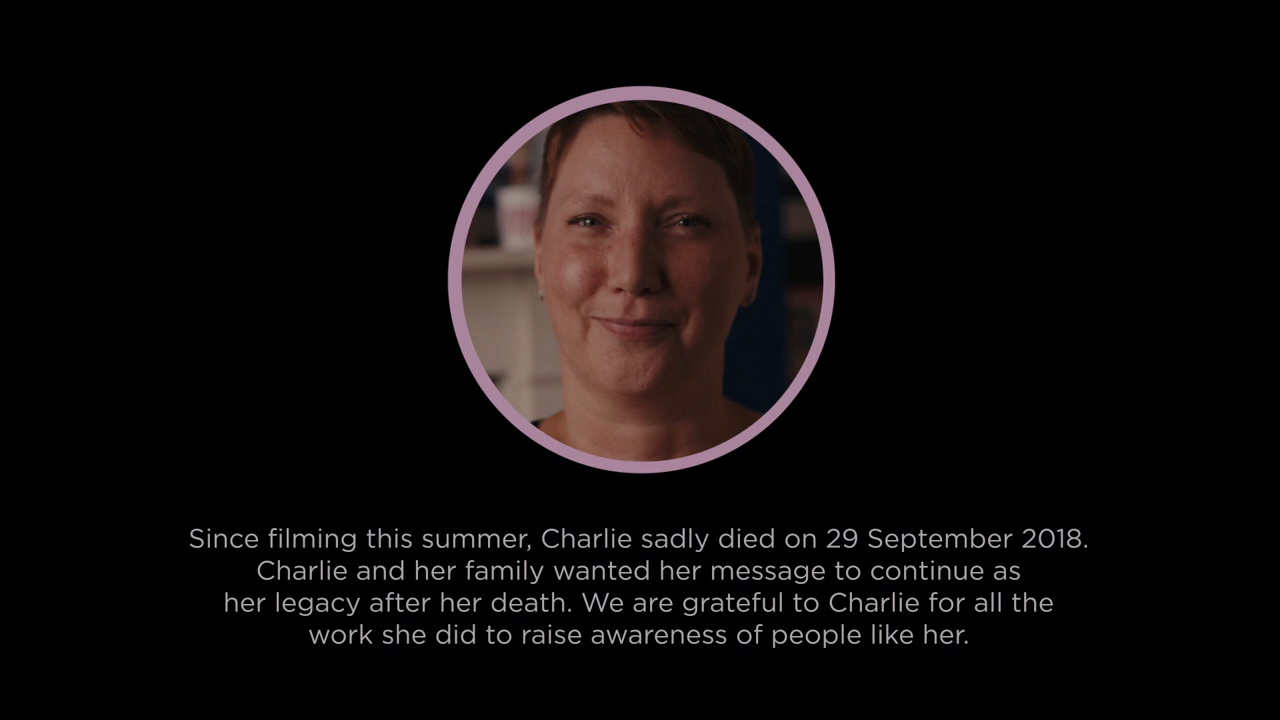 Since filming this summer, Charlie sadly died on 29 September 2018.
Charlie and her family wanted her message to continue as
her legacy after her death. We are grateful to Charlie for all the
work she did to raise awareness of people like her.